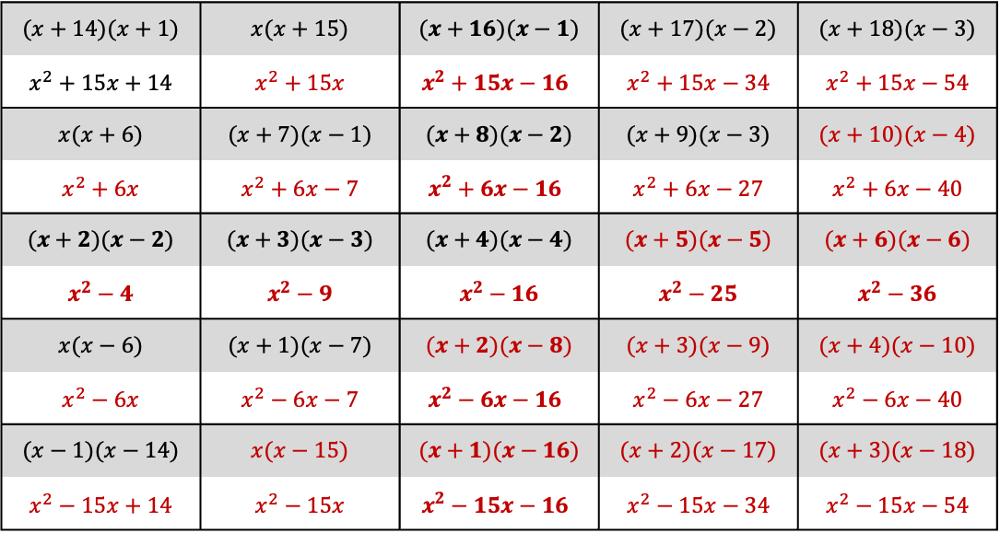 (x + 14)(x + 1) x(x + 15) (x + 16)(x − 1) (x + 17)(x − 2) (x + 18)(x − 3)
x² + 15x + 14 x² + 15x x² + 15x − 16 x² + 15x − 34 x² + 15x − 54
x(x + 6) (x + 7)(x − 1) (x + 8)(x − 2) (x + 9)(x − 3) (x + 10)(x − 4)
x² + 6x x² + 6x − 7 x² + 6x − 16 x² + 6x − 27 x² + 6x − 40
(x + 2)(x − 2) (x + 3)(x − 3) (x + 4)(x − 4) (x + 5)(x − 5) (x + 6)(x − 6)
x² − 4 x² − 9 x² − 16 x² − 25 x² − 36
x(x − 6) (x + 1)(x − 7) (x + 2)(x − 8) (x + 3)(x − 9) (x + 4)(x − 10)
x² − 6x x² − 6x − 7 x² − 6x − 16 x² − 6x − 27 x² − 6x − 40
(x − 1)(x − 14) x(x − 15) (x + 1)(x − 16) (x + 2)(x − 17) (x + 3)(x − 18)
x² − 15x + 14 x² − 15x x² − 15x − 16 x² − 15x − 34 x² − 15x − 54